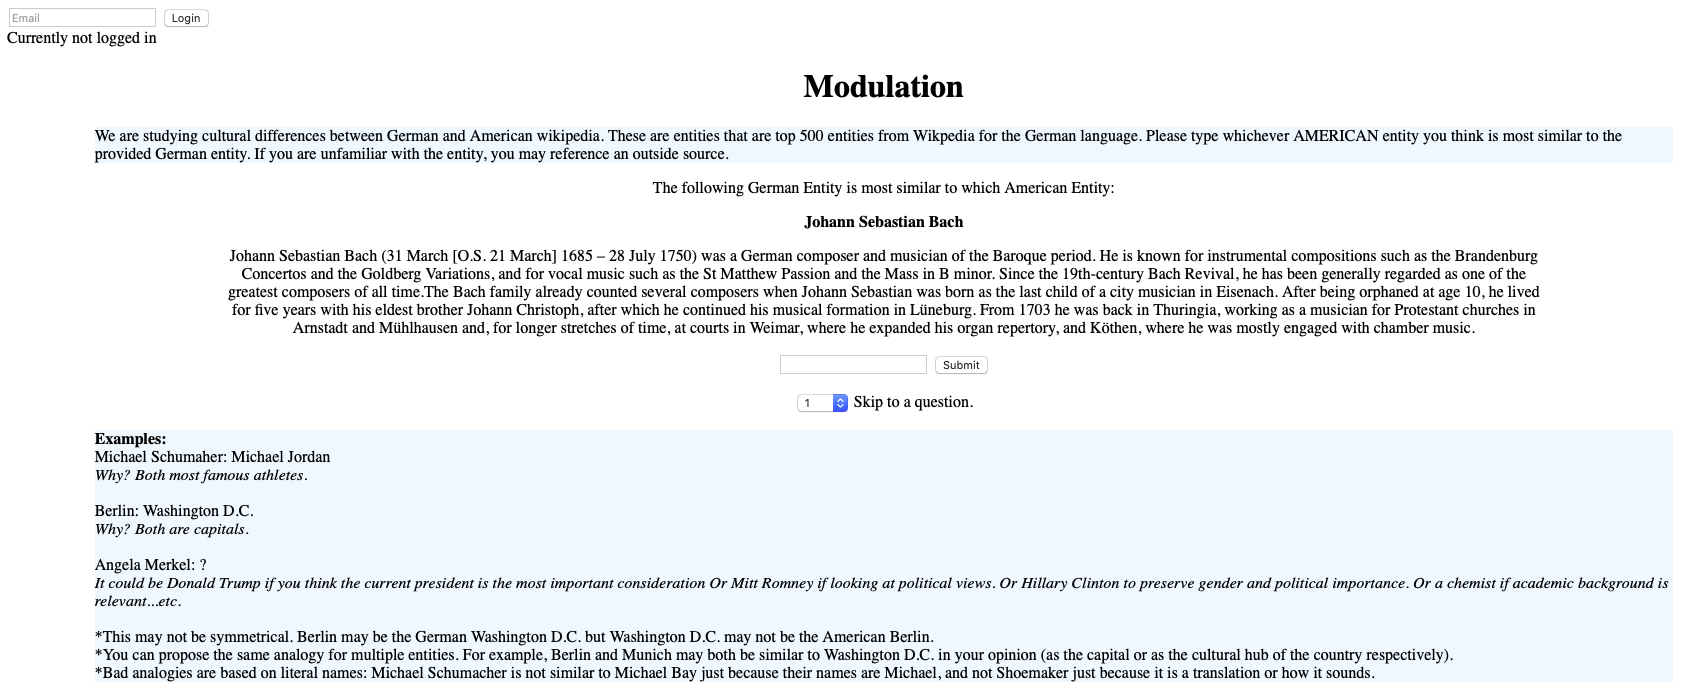 Email Login
Currently not logged in
Modulation
We are studying cultural differences between German and American wikipedia. These are entities that are top 500 entities from Wikpedia for the German language. Please type whichever AMERICAN entity you think is most similar to the
provided German entity. If you are unfamiliar with the entity, you may reference an outside source.
The following German Entity is most similar to which American Entity:
Johann Sebastian Bach
Johann Sebastian Bach (31 March [O.S. 21 March] 1685 – 28 July 1750) was a German composer and musician of the Baroque period. He is known for instrumental compositions such as the Brandenburg
Concertos and the Goldberg Variations, and for vocal music such as the St Matthew Passion and the Mass in B minor. Since the 19th-century Bach Revival, he has been generally regarded as one of the
greatest composers of all time.The Bach family already counted several composers when Johann Sebastian was born as the last child of a city musician in Eisenach. After being orphaned at age 10, he lived
for five years with his eldest brother Johann Christoph, after which he continued his musical formation in Lüneburg. From 1703 he was back in Thuringia, working as a musician for Protestant churches in
Arnstadt and Mühlhausen and, for longer stretches of time, at courts in Weimar, where he expanded his organ repertory, and Köthen, where he was mostly engaged with chamber music.
Submit
1 Skip to a question.
Examples:
Michael Schumaher: Michael Jordan
Why? Both most famous athletes.
Berlin: Washington D.C.
Why? Both are capitals.
Angela Merkel: ?
It could be Donald Trump if you think the current president is the most important consideration Or Mitt Romney if looking at political views. Or Hillary Clinton to preserve gender and political importance. Or a chemist if academic background is
relevant...etc.
*This may not be symmetrical. Berlin may be the German Washington D.C. but Washington D.C. may not be the American Berlin.
*You can propose the same analogy for multiple entities. For example, Berlin and Munich may both be similar to Washington D.C. in your opinion (as the capital or as the cultural hub of the country respectively).
*Bad analogies are based on literal names: Michael Schumacher is not similar to Michael Bay just because their names are Michael, and not Shoemaker just because it is a translation or how it sounds.